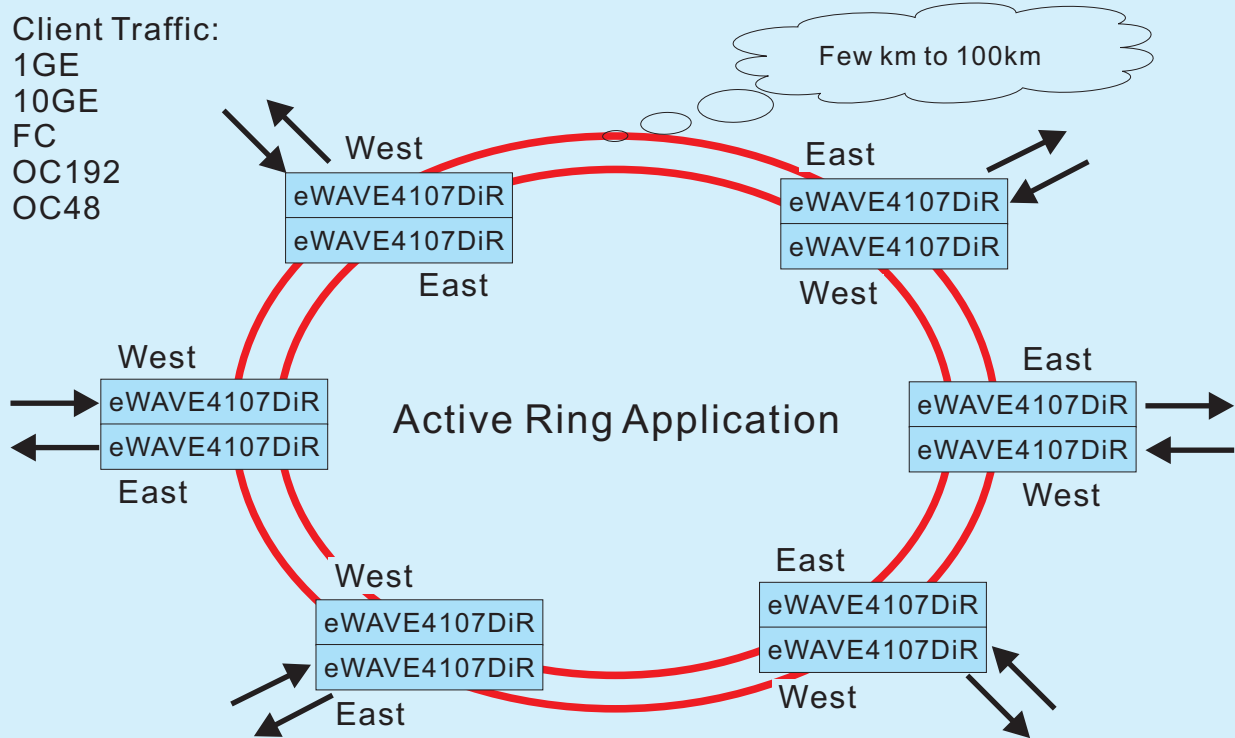 Client Traffic:
1GE
10GE
FC
OC192
OC48
Few km to 100km
West
eWAVE4107DiR
eWAVE4107DiR
East
East
eWAVE4107DiR
eWAVE4107DiR
West
West
eWAVE4107DiR
eWAVE4107DiR
East
Active Ring Application
East
eWAVE4107DiR
eWAVE4107DiR
West
West
eWAVE4107DiR
eWAVE4107DiR
East
East
eWAVE4107DiR
eWAVE4107DiR
West